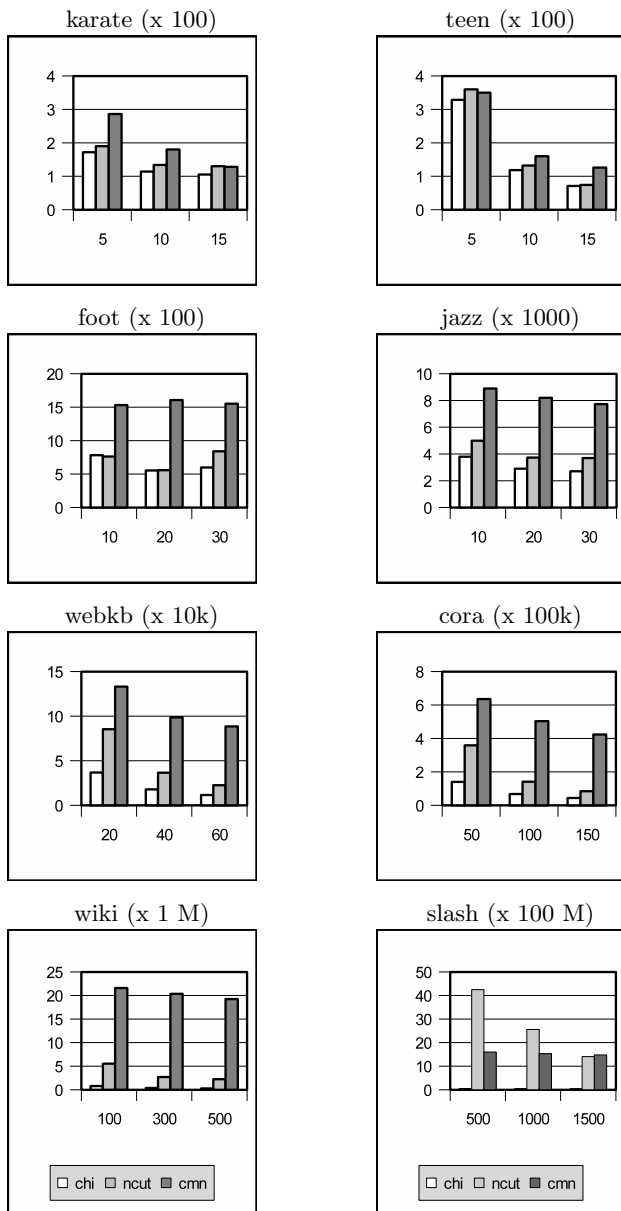 karate (x 100)
4
3
2
1
0
5 10 15
teen (x 100)
4
3
2
1
0
5 10 15
foot (x 100)
20
15
10
5
0
10 20 30
jazz (x 1000)
10
8
6
4
2
0
10 20 30
webkb (x 10k)
15
10
5
0
20 40 60
cora (x 100k)
8
6
4
2
0
50 100 150
wiki (x 1 M)
25
20
15
10
5
0
100 300 500
chi ncut cmn
slash (x 100 M)
50
40
30
20
10
0
500 1000 1500
chi ncut cmn